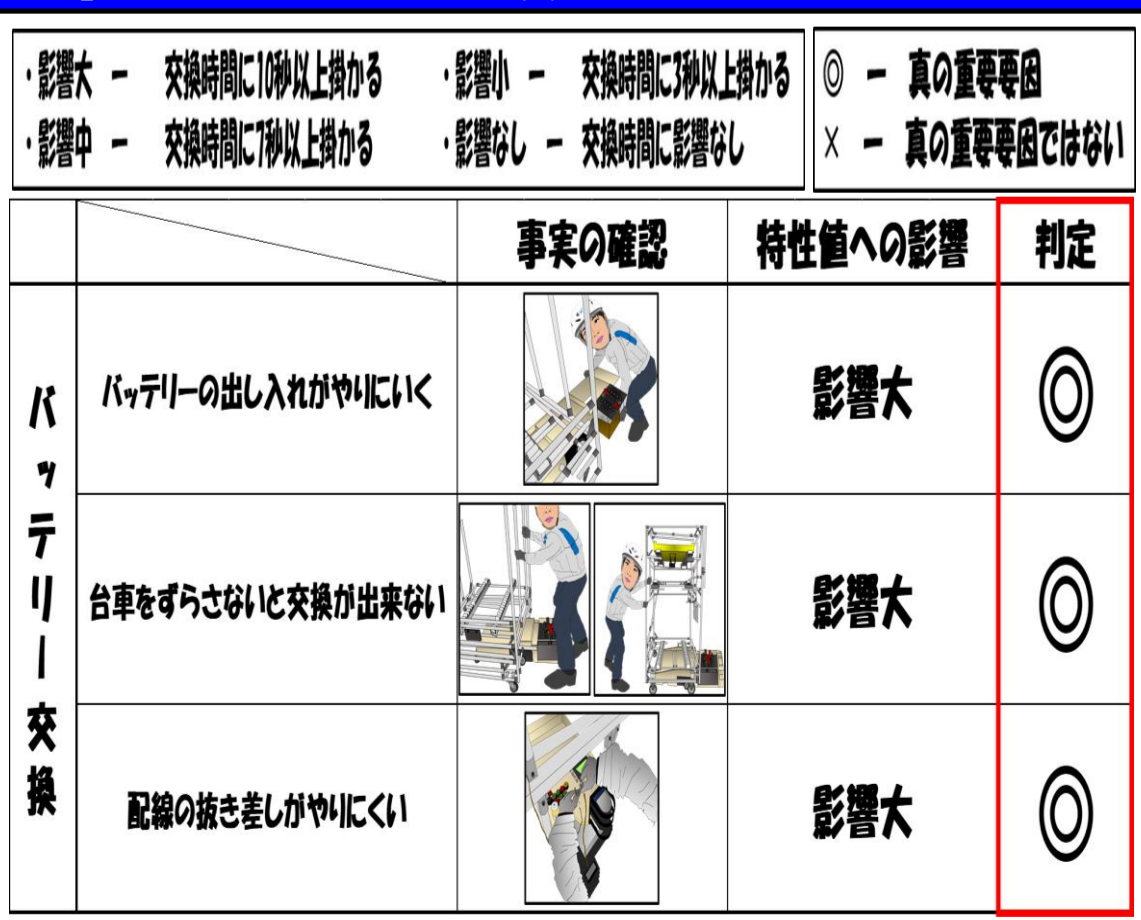 ・影響大 ー 交換時間に10秒以上掛かる ・影響小 ー 交換時間に3秒以上掛かる
・影響中 ー 交換時間に7秒以上掛かる ・影響なし ー 交換時間に影響なし
◎ ー 真の重要要因
× ー 真の重要要因ではない
事実の確認 特性値への影響 判定
バッテリー交換
バッテリーの出し入れがやりにいく 影響大 ◎
台車をずらさないと交換が出来ない 影響大 ◎
配線の抜き差しがやりにくい 影響大 ◎